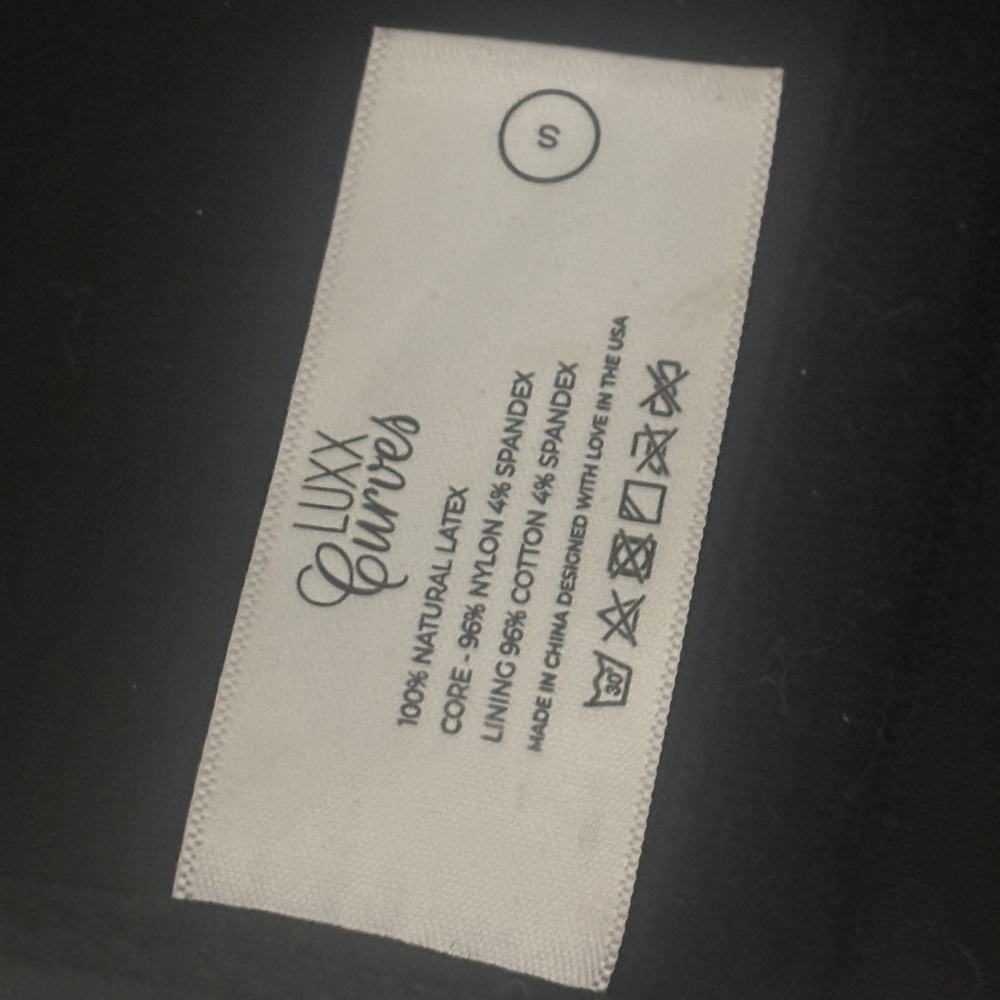 LUXX
Curves
100% NATURAL LATEX
CORE - 96% NYLON 4% SPANDEX
LINING 96% COTTON 4% SPANDEX
MADE IN CHINA DESIGNED WITH LOVE IN THE USA
30°
S